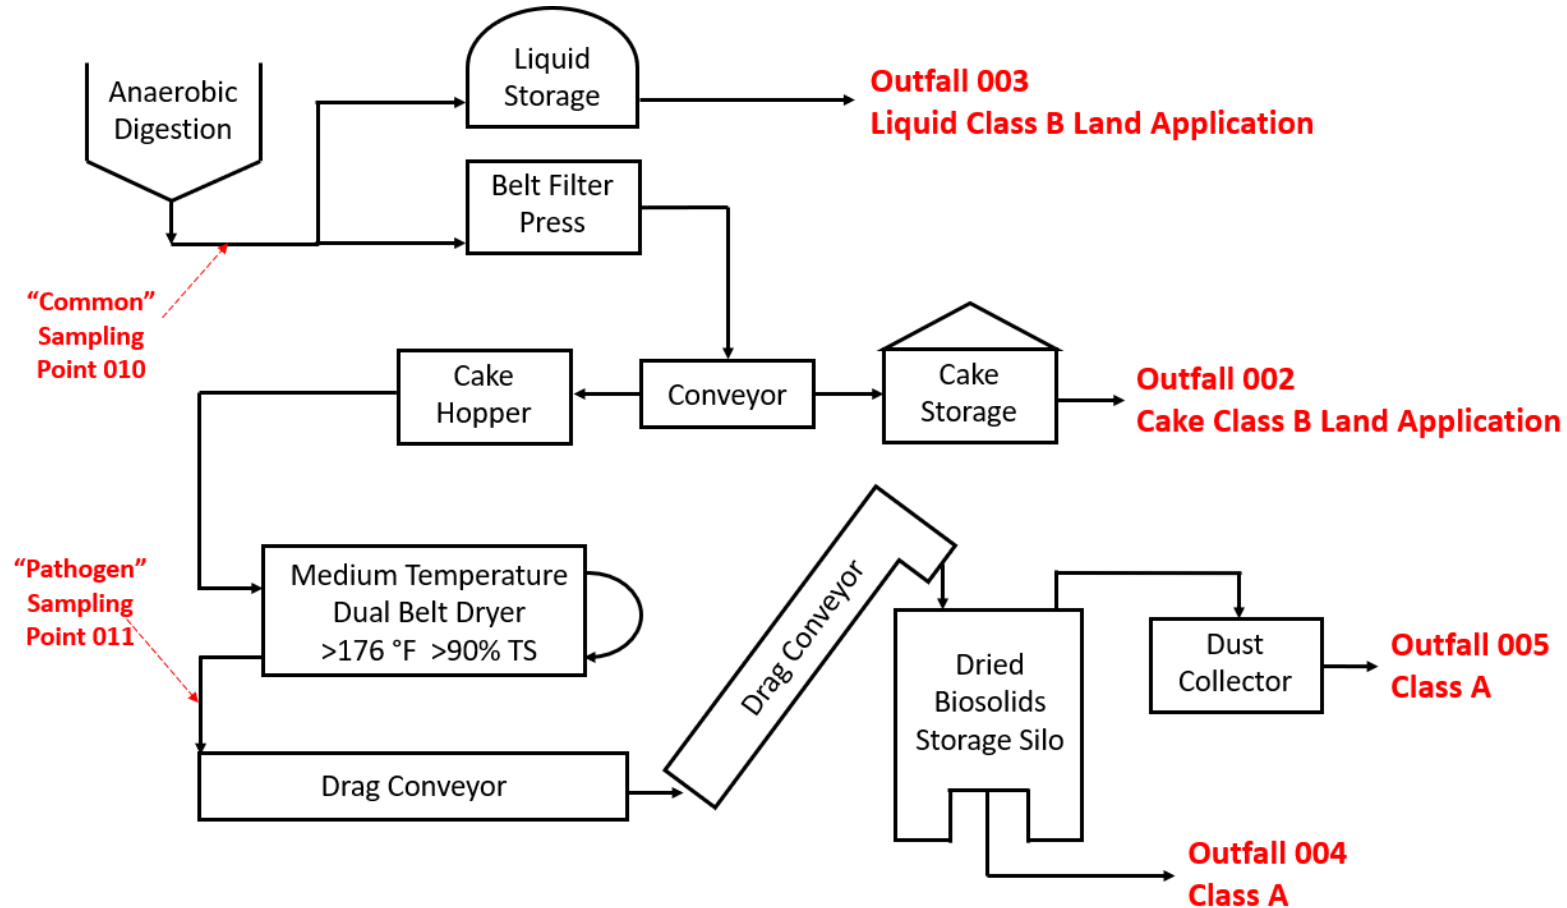 Anaerobic
Digestion
Liquid
Storage
Outfall 003
Liquid Class B Land Application
Belt Filter
Press
“Common”
Sampling
Point 010
Cake
Hopper
Conveyor
Cake
Storage
Outfall 002
Cake Class B Land Application
“Pathogen”
Sampling
Point 011
Medium Temperature
Dual Belt Dryer
>176 °F >90% TS
Drag Conveyor
Drag Conveyor
Dried
Biosolids
Storage Silo
Dust
Collector
Outfall 005
Class A
Outfall 004
Class A